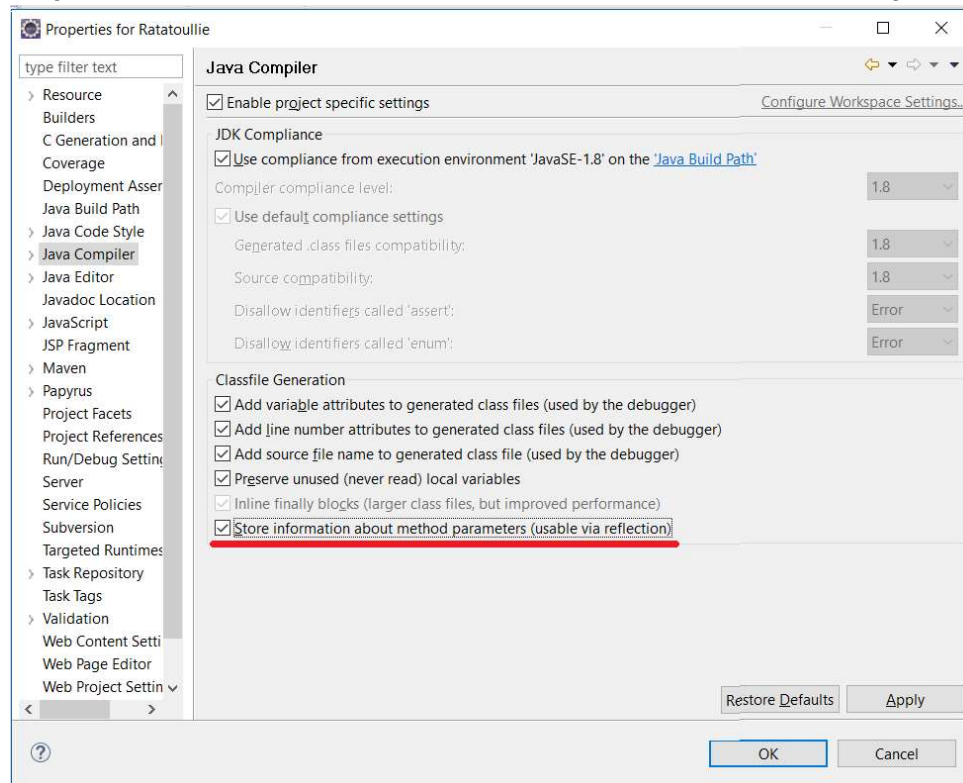 Properties for Ratatoullie
type filter text
Resource
Builders
C Generation and
Coverage
Deployment Asser
Java Build Path
Java Code Style
Java Compiler
Java Editor
Javadoc Location
JavaScript
JSP Fragment
Maven
Papyrus
Project Facets
Project References
Run/Debug Settin
Server
Service Policies
Subversion
Targeted Runtimes
Task Repository
Task Tags
Validation
Web Content Setti
Web Page Editor
Web Project Settin
Java Compiler
Enable project specific settings
Configure Workspace Settings..
JDK Compliance
Use compliance from execution environment 'JavaSE-1.8' on the 'Java Build Path'
Compiler compliance level: 1.8
Use default compliance settings
Generated .class files compatibility: 1.8
Source compatibility: 1.8
Disallow identifiers called 'assert': Error
Disallow identifiers called 'enum': Error
Classfile Generation
Add variable attributes to generated class files (used by the debugger)
Add line number attributes to generated class files (used by the debugger)
Add source file name to generated class file (used by the debugger)
Preserve unused (never read) local variables
Inline finally blocks (larger class files, but improved performance)
Store information about method parameters (usable via reflection)
Restore Defaults Apply
? OK Cancel